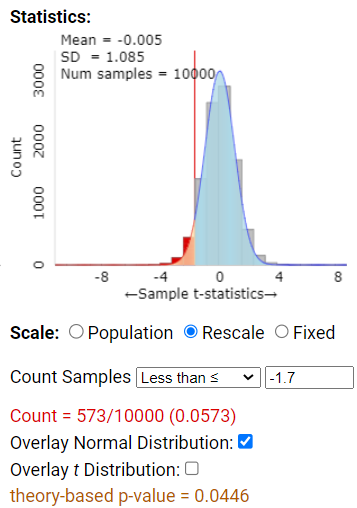 Statistics:
Mean = -0.005
SD = 1.085
Num samples = 10000
Count
0 1000 2000 3000
-8 -4 0 4 8
←Sample t-statistics→
Scale: Population Rescale Fixed
Count Samples Less than ≤ -1.7
Count = 573/10000 (0.0573)
Overlay Normal Distribution:
Overlay t Distribution:
theory-based p-value = 0.0446